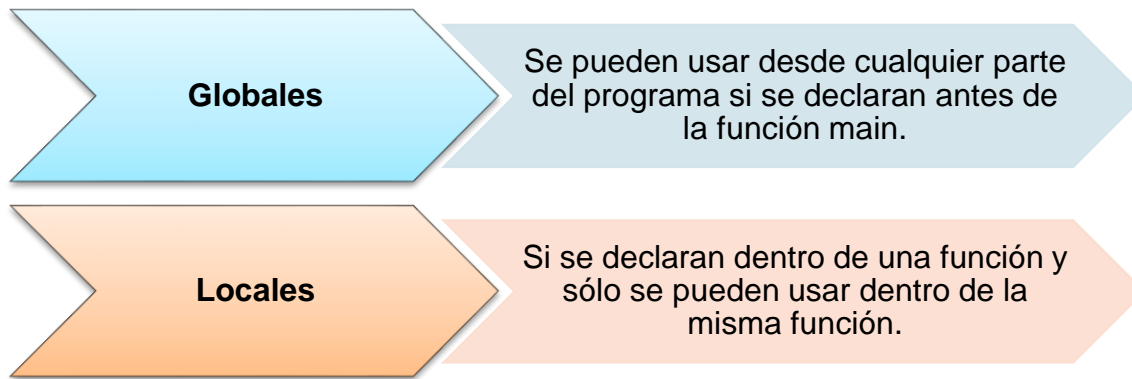 Globales
Se pueden usar desde cualquier parte
del programa si se declaran antes de
la función main.
Locales
Si se declaran dentro de una función y
sólo se pueden usar dentro de la
misma función.